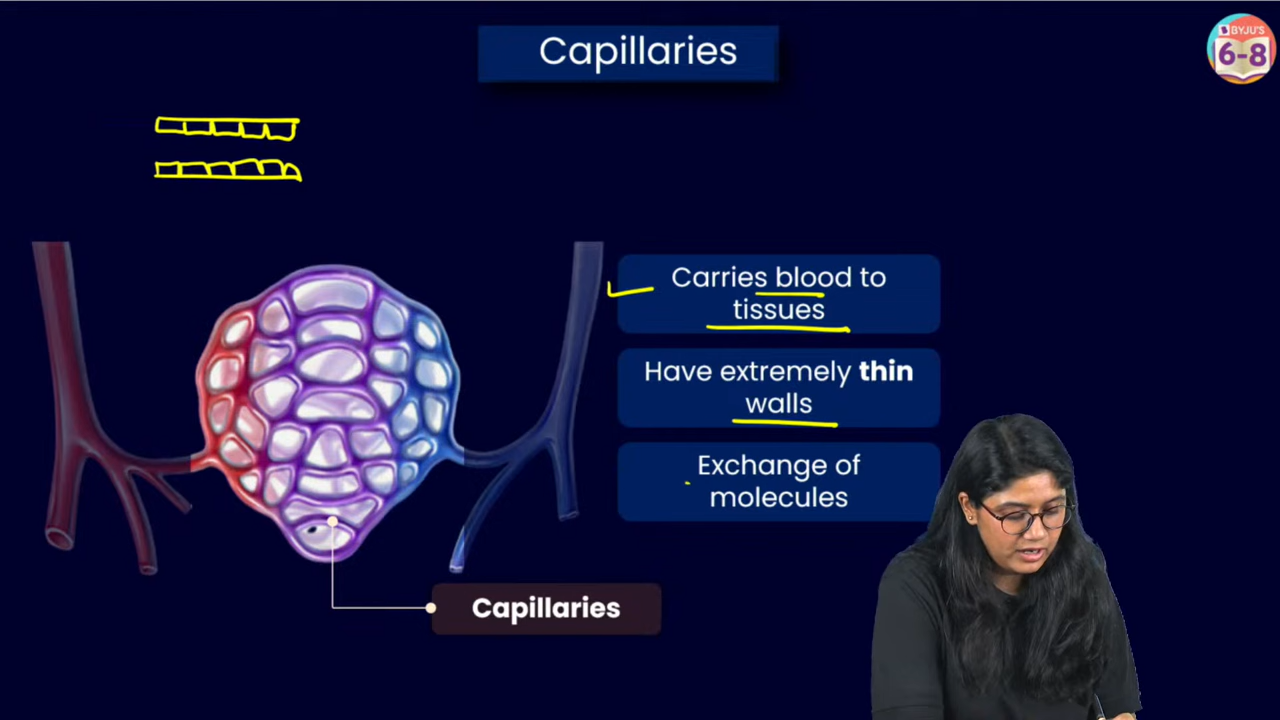 Capillaries
BYJU'S
6-8
Carries blood to
tissues
Have extremely thin
walls
Exchange of
molecules
Capillaries